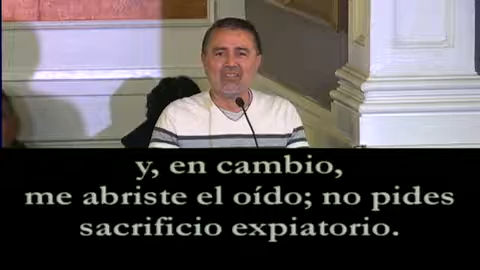 y, en cambio,
me abriste el oído; no pides
sacrificio expiatorio.